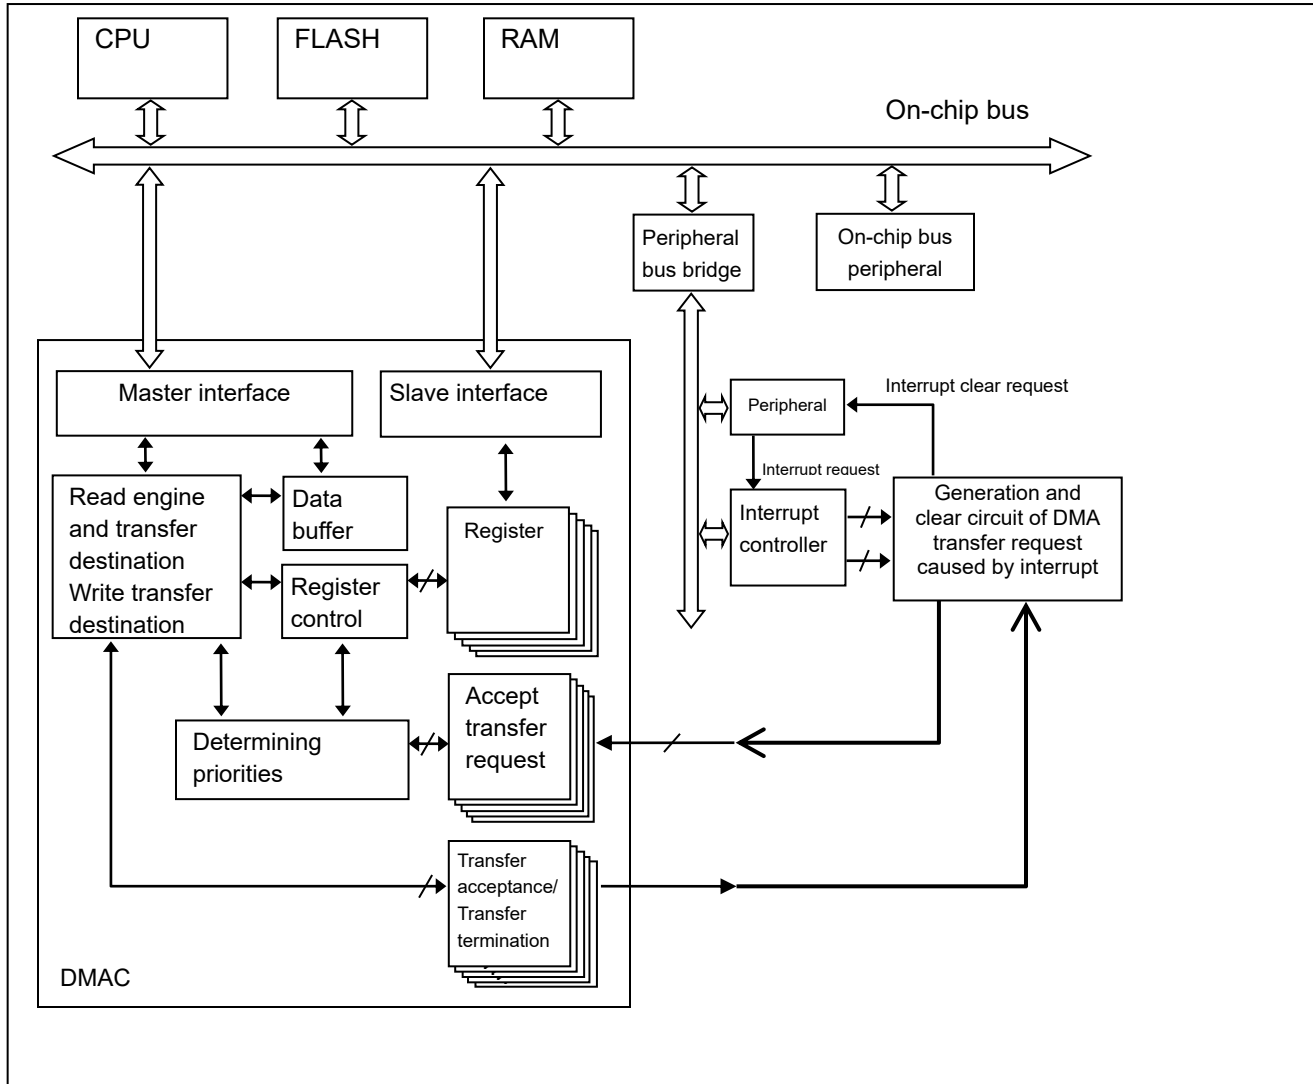 CPU
FLASH
RAM
On-chip bus
Peripheral
bus bridge
On-chip bus
peripheral
Master interface
Slave interface
Peripheral
Interrupt clear request
Interrupt request
Read engine
and transfer
destination
Write transfer
destination
Data
buffer
Register
control
Register
Interrupt
controller
Generation and
clear circuit of DMA
transfer request
caused by interrupt
Determining
priorities
Accept
transfer
request
Transfer
acceptance/
Transfer
termination
DMAC